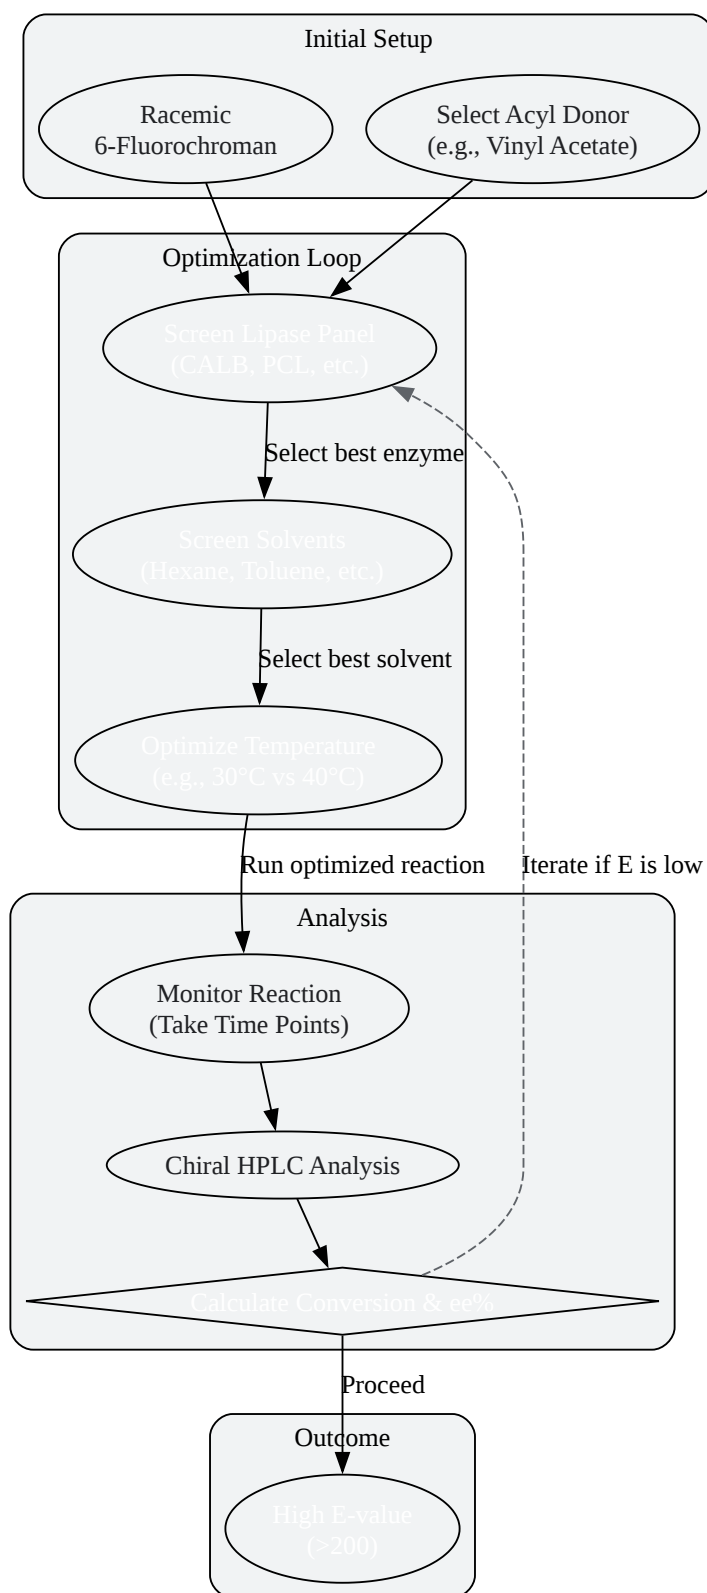 Initial Setup
Racemic
6-Fluorochroman
Select Acyl Donor
(e.g., Vinyl Acetate)
Optimization Loop
Screen Lipase Panel
(CALB, PCL, etc.)
Select best enzyme
Screen Solvents
(Hexane, Toluene, etc.)
Select best solvent
Optimize Temperature
(e.g., 30°C vs 40°C)
Run optimized reaction
Iterate if E is low
Analysis
Monitor Reaction
(Take Time Points)
Chiral HPLC Analysis
Calculate Conversion & ee%
Proceed
Outcome
High E-value
(>200)